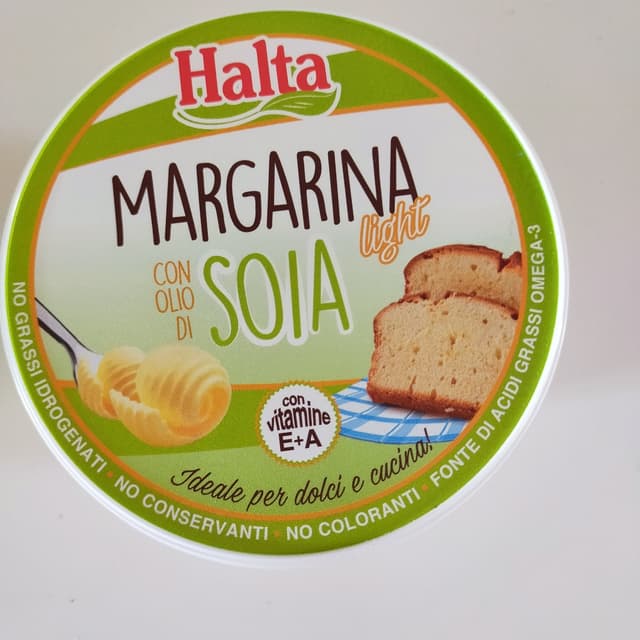 Halta
MARGARINA
light
CON
OLIO
DI
SOIA
con
vitamine
E+A
Ideale per dolci e cucina!
NO GRASSI IDROGENATI • NO CONSERVANTI • NO COLORANTI • FONTE DI ACIDI GRASSI OMEGA-3